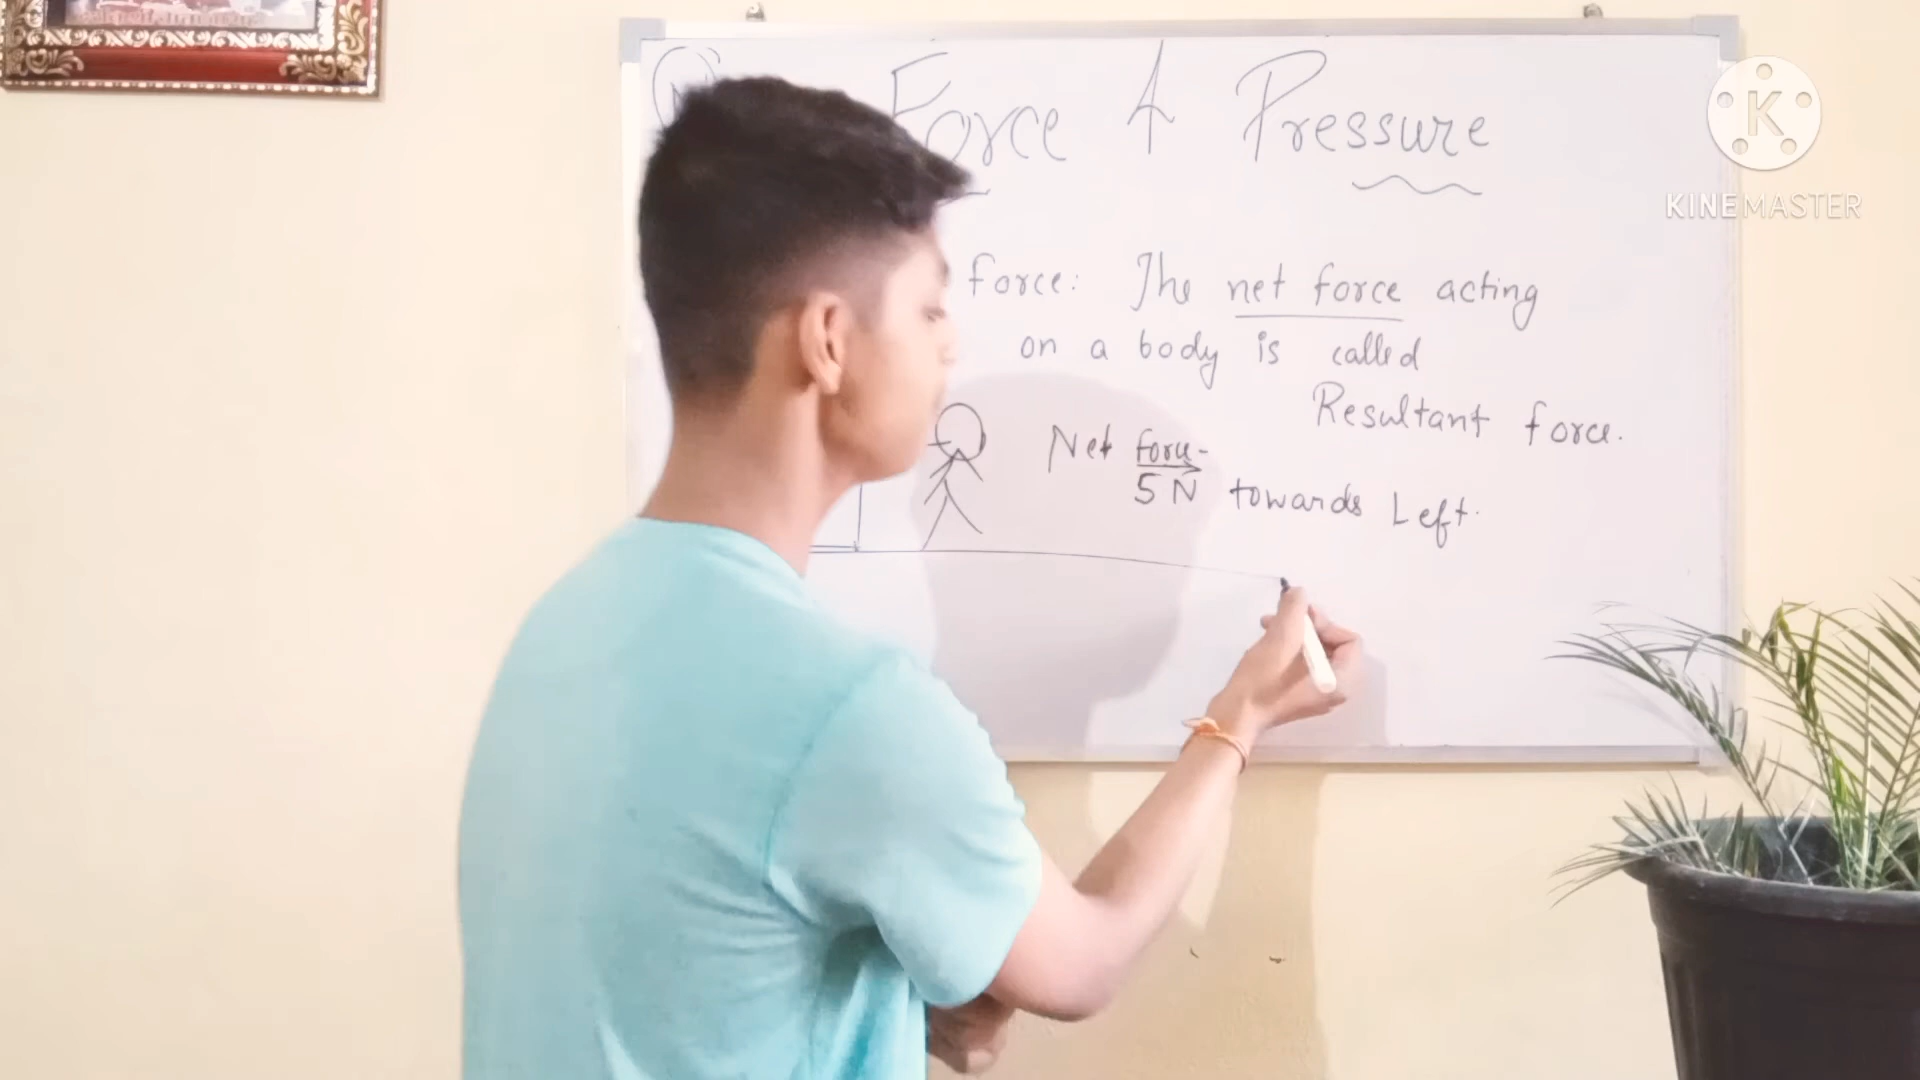 Force & Pressure
force: The net force acting
on a body is called
Resultant force.
Net force-
5 N towards Left.
K
KINEMASTER